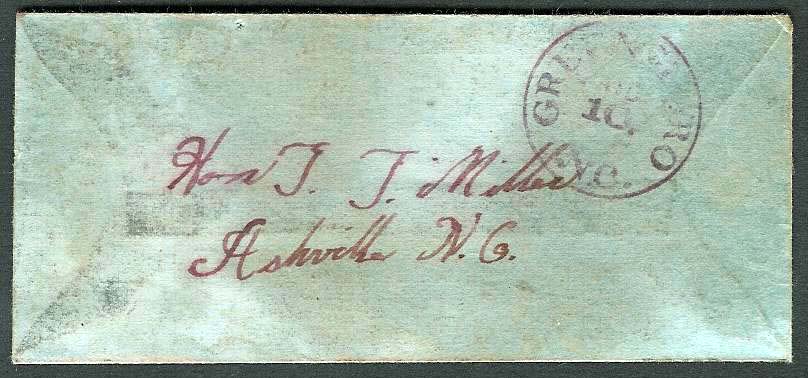 GREENSBORO
10
N.C.
Hon J. J. Miller
Ashville N. C.